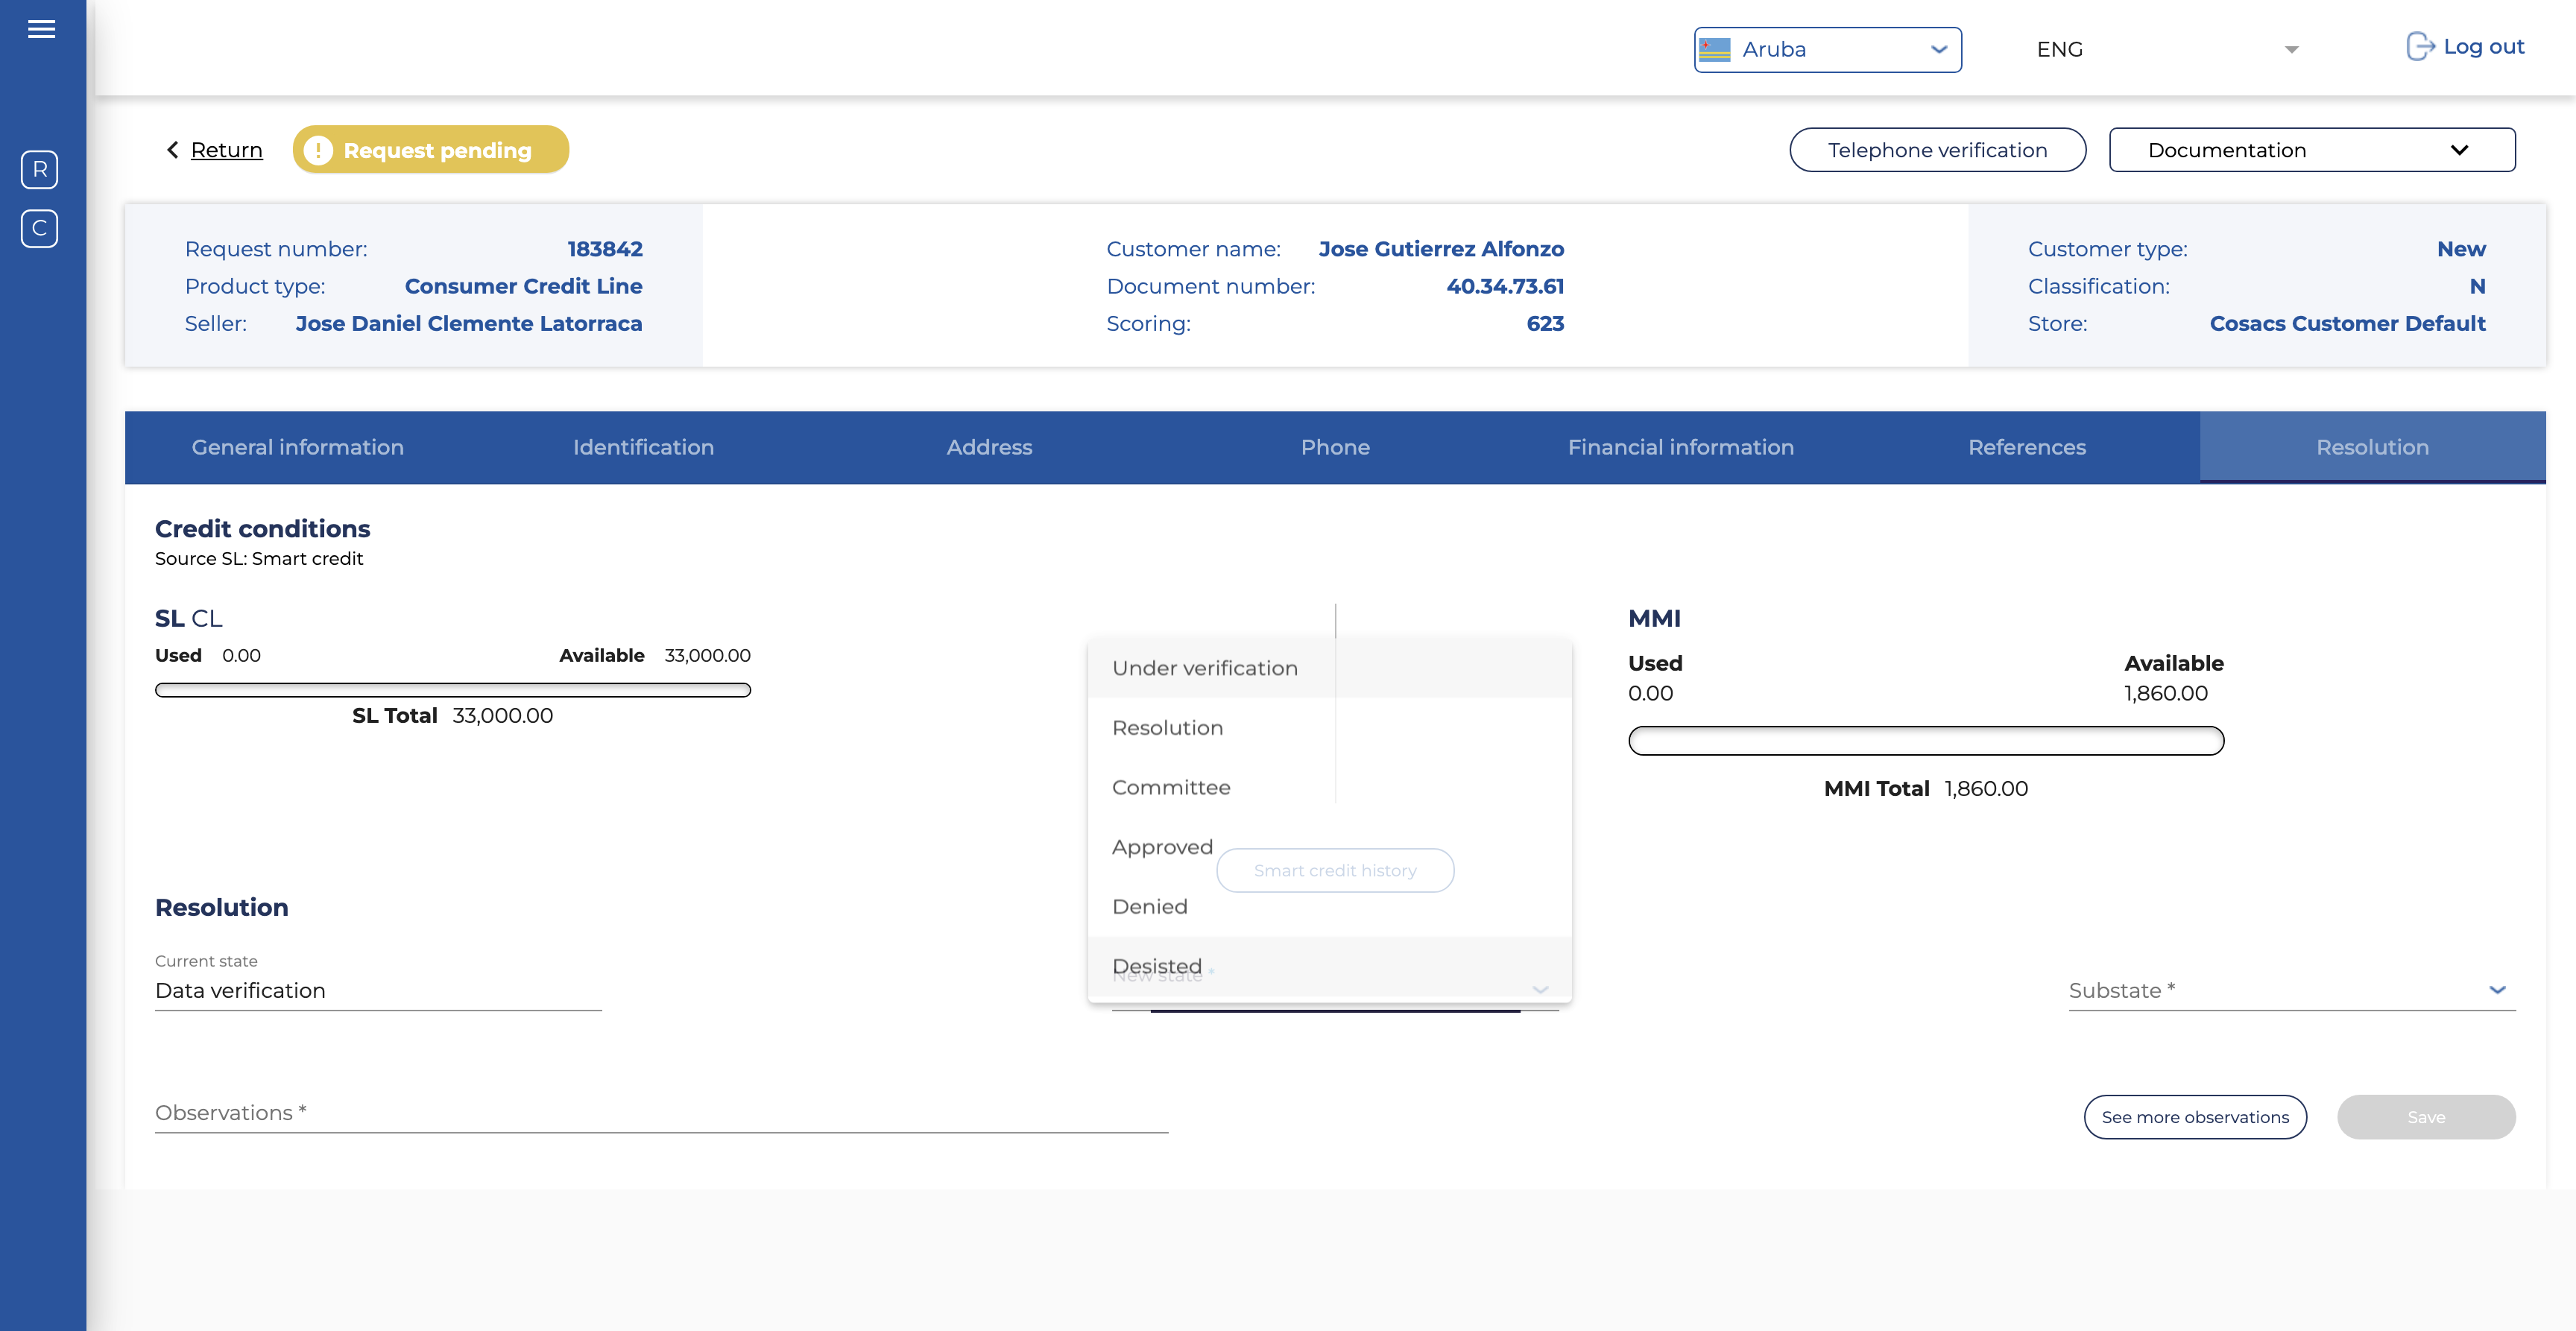 Aruba
ENG
Log out
Return
Request pending
Telephone verification
Documentation
R
C
Request number: 183842
Product type: Consumer Credit Line
Seller: Jose Daniel Clemente Latorraca
Customer name: Jose Gutierrez Alfonzo
Document number: 40.34.73.61
Scoring: 623
Customer type: New
Classification: N
Store: Cosacs Customer Default
General information
Identification
Address
Phone
Financial information
References
Resolution
Credit conditions
Source SL: Smart credit
SL CL
Used 0.00 Available 33,000.00
SL Total 33,000.00
MMI
Used Available
0.00 1,860.00
MMI Total 1,860.00
Under verification
Resolution
Committee
Approved
Smart credit history
Denied
Desisted
New state *
Resolution
Current state
Data verification
Substate *
Observations *
See more observations
Save